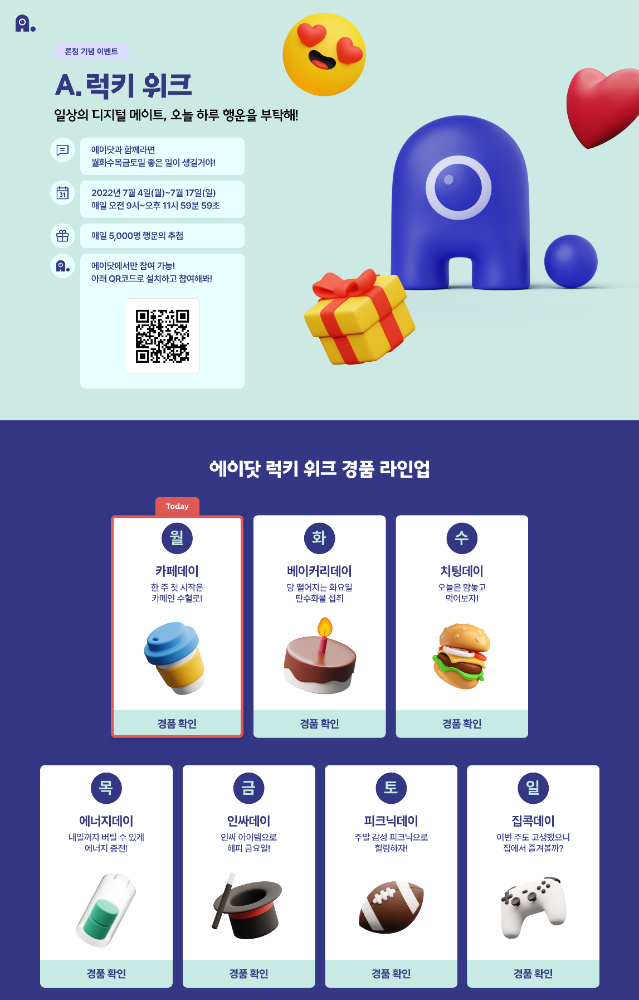 론칭 기념 이벤트
A. 럭키 위크
일상의 디지털 메이트, 오늘 하루 행운을 부탁해!
에이닷과 함께라면
월화수목금토일 좋은 일이 생길거야!
31
2022년 7월 4일(월)~7월 17일(일)
매일 오전 9시~오후 11시 59분 59초
매일 5,000명 행운의 추첨
에이닷에서만 참여 가능!
아래 QR코드로 설치하고 참여해봐!
에이닷 럭키 위크 경품 라인업
Today
월
카페데이
한 주 첫 시작은
카페인 수혈로!
경품 확인
화
베이커리데이
당 떨어지는 화요일
탄수화물 섭취
경품 확인
수
치팅데이
오늘은 맘놓고
먹어보자!
경품 확인
목
에너지데이
내일까지 버틸 수 있게
에너지 충전!
경품 확인
금
인싸데이
인싸 아이템으로
해피 금요일!
경품 확인
토
피크닉데이
주말 감성 피크닉으로
힐링하자!
경품 확인
일
집콕데이
이번 주도 고생했으니
집에서 즐겨볼까?
경품 확인